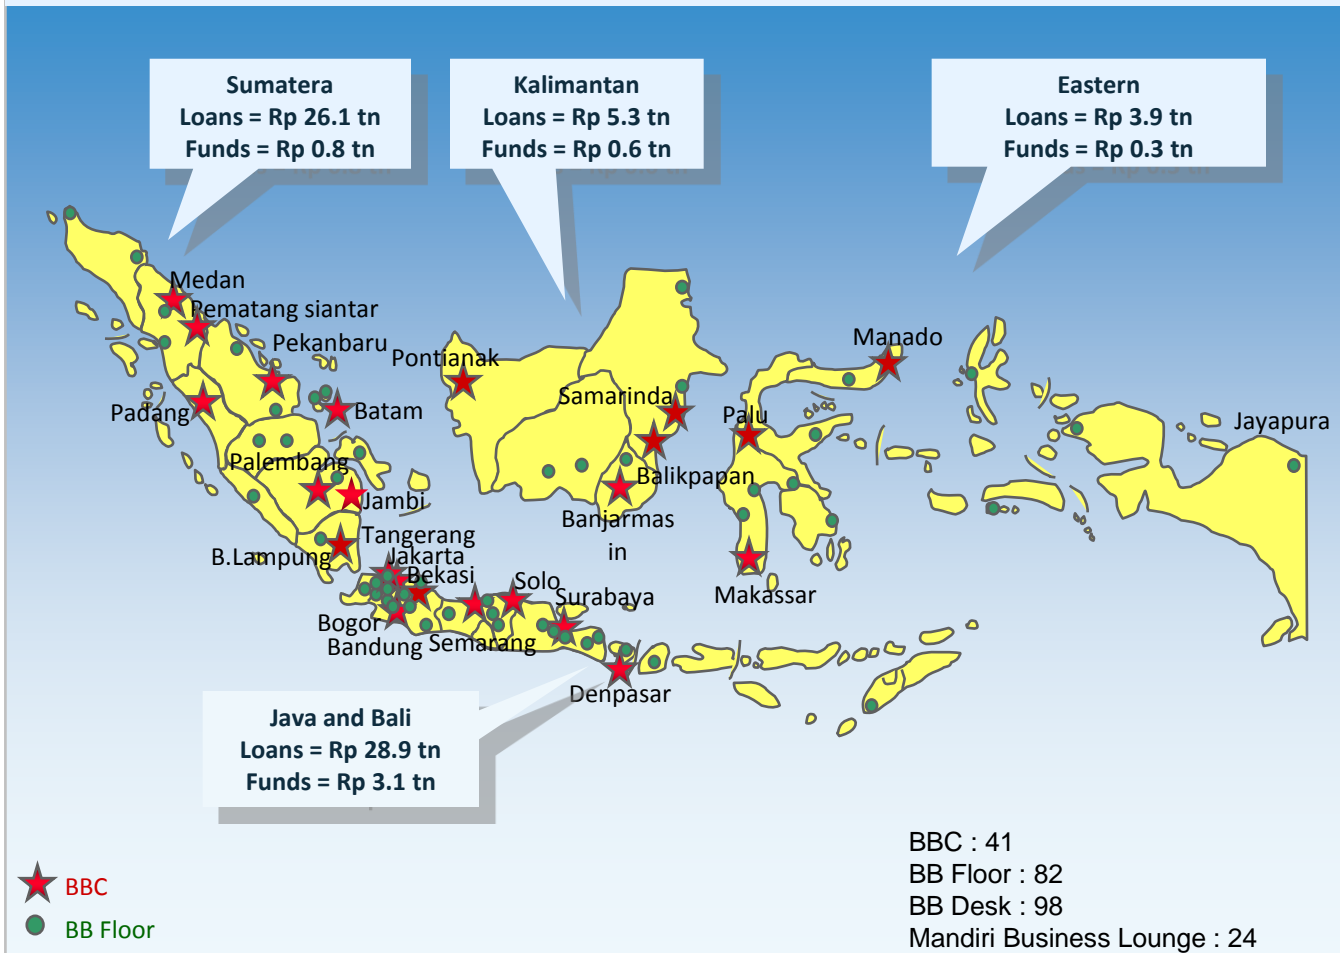 Sumatera
Loans = Rp 26.1 tn
Funds = Rp 0.8 tn
Kalimantan
Loans = Rp 5.3 tn
Funds = Rp 0.6 tn
Eastern
Loans = Rp 3.9 tn
Funds = Rp 0.3 tn
Medan
Pematang siantar
Pekanbaru
Padang
Batam
Palembang
Jambi
B.Lampung
Tangerang
Jakarta
Bekasi
Bogor
Bandung
Semarang
Solo
Surabaya
Denpasar
Pontianak
Samarinda
Balikpapan
Banjarmas
in
Manado
Palu
Makassar
Jayapura
Java and Bali
Loans = Rp 28.9 tn
Funds = Rp 3.1 tn
BBC
BB Floor
BBC : 41
BB Floor : 82
BB Desk : 98
Mandiri Business Lounge : 24